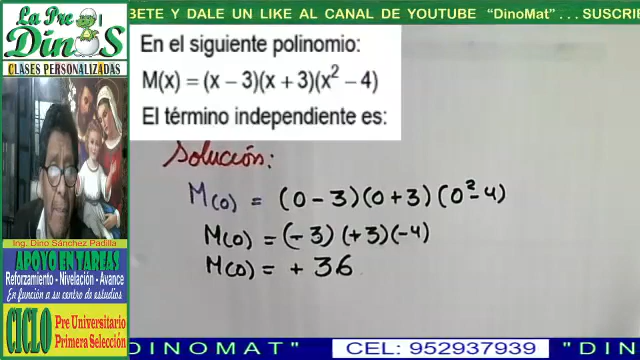 BETE Y DALE UN LIKE AL CANAL DE YOUTUBE "DinoMat"... SUSCRI
La Pre
DinoS
CLASES PERSONALIZADAS
En el siguiente polinomio:
M(x) = (x – 3)(x + 3)(x² – 4)
El término independiente es:
Solución:
M(0) = (0 - 3)(0 + 3)(0² - 4)
M(0) = (- 3)(+ 3)(-4)
M(0) = + 36
Ing. Dino Sánchez Padilla
APOYO EN TAREAS
Reforzamiento - Nivelación - Avance
En función a su centro de estudios
CICLO Pre Universitario
Primera Selección
DINOMAT" CEL: 952937939 "DIN